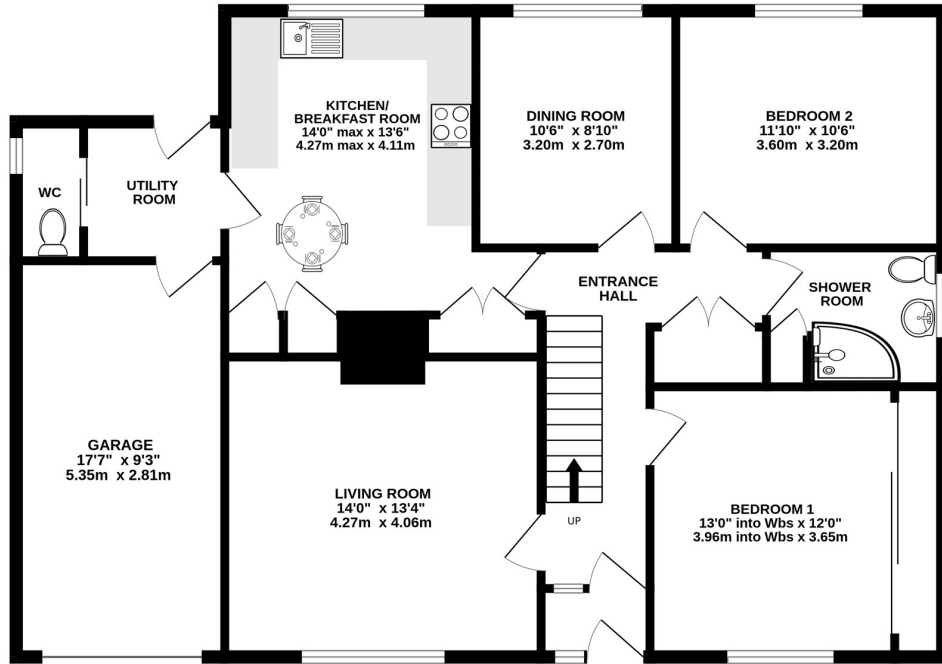 KITCHEN/
BREAKFAST ROOM
14'0" max x 13'6"
4.27m max x 4.11m
DINING ROOM
10'6" x 8'10"
3.20m x 2.70m
BEDROOM 2
11'10" x 10'6"
3.60m x 3.20m
WC
UTILITY
ROOM
ENTRANCE
HALL
SHOWER
ROOM
GARAGE
17'7" x 9'3"
5.35m x 2.81m
LIVING ROOM
14'0" x 13'4"
4.27m x 4.06m
UP
BEDROOM 1
13'0" into Wbs x 12'0"
3.96m into Wbs x 3.65m